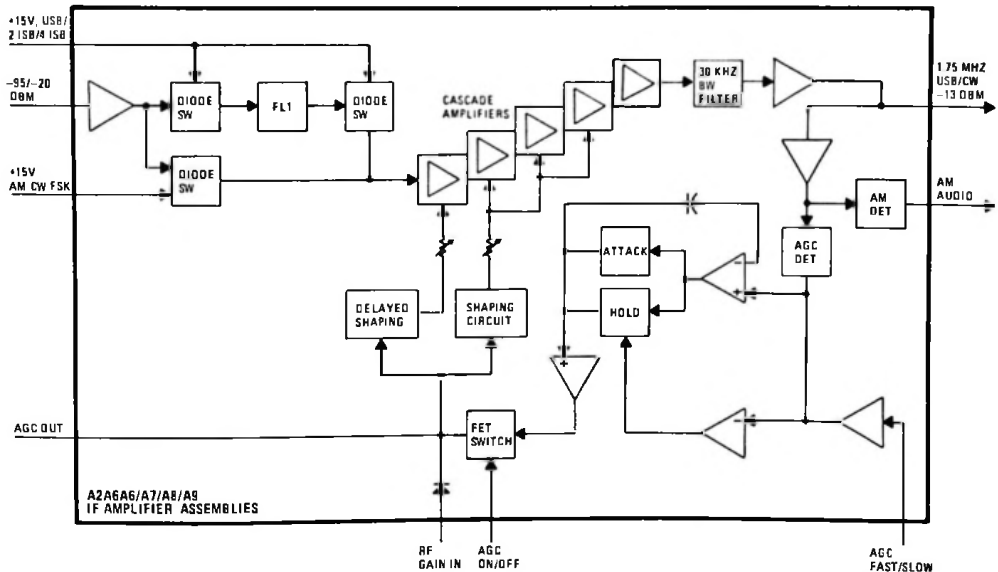 +15V, USB/
2 ISB/4 ISB
-95/-20
DBM
+15V
AM CW FSK
DIODE
SW
FL1
DIODE
SW
DIODE
SW
CASCADE
AMPLIFIERS
30 KHZ
BW
FILTER
1.75 MHZ
USB/CW
-13 DBM
AM
DET
AM
AUDIO
AGC
DET
ATTACK
HOLD
DELAYED
SHAPING
SHAPING
CIRCUIT
AGC OUT
FET
SWITCH
A2A6A6/A7/A8/A9
IF AMPLIFIER ASSEMBLIES
RF
GAIN IN
AGC
ON/OFF
AGC
FAST/SLOW